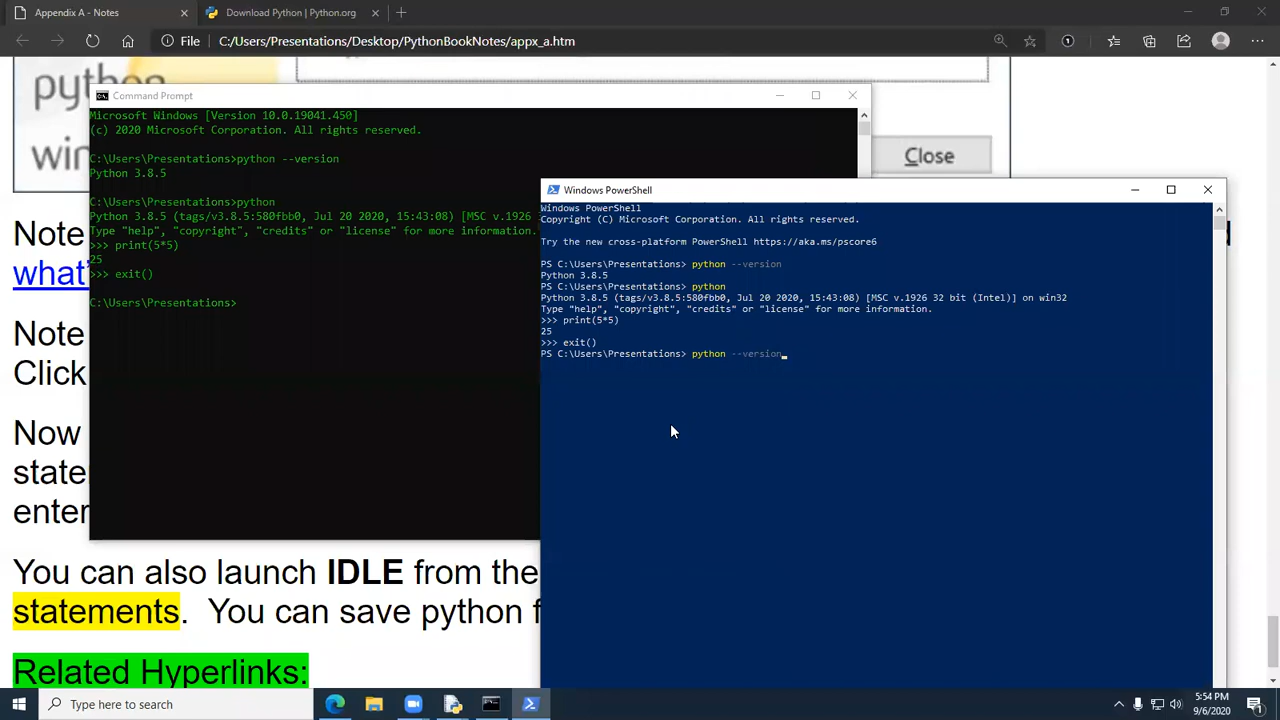 Appendix A - Notes
Download Python | Python.org
File
C:/Users/Presentations/Desktop/PythonBookNotes/appx_a.htm
python
Command Prompt
Microsoft Windows [Version 10.0.19041.450]
(c) 2020 Microsoft Corporation. All rights reserved.
C:\Users\Presentations>python --version
Python 3.8.5
C:\Users\Presentations>python
Python 3.8.5 (tags/v3.8.5:580fbb0, Jul 20 2020, 15:43:08) [MSC v.1926
Type "help", "copyright", "credits" or "license" for more information.
>>> print(5*5)
25
>>> exit()
C:\Users\Presentations>
win
Close
Windows PowerShell
Windows PowerShell
Copyright (C) Microsoft Corporation. All rights reserved.
Try the new cross-platform PowerShell https://aka.ms/pscore6
PS C:\Users\Presentations> python --version
Python 3.8.5
PS C:\Users\Presentations> python
Python 3.8.5 (tags/v3.8.5:580fbb0, Jul 20 2020, 15:43:08) [MSC v.1926 32 bit (Intel)] on win32
Type "help", "copyright", "credits" or "license" for more information.
>>> print(5*5)
25
>>> exit()
PS C:\Users\Presentations> python --version
Note
what'
Note
Click
Now
state
enter
You can also launch IDLE from the
statements. You can save python f
Related Hyperlinks:
Type here to search
5:54 PM
9/6/2020